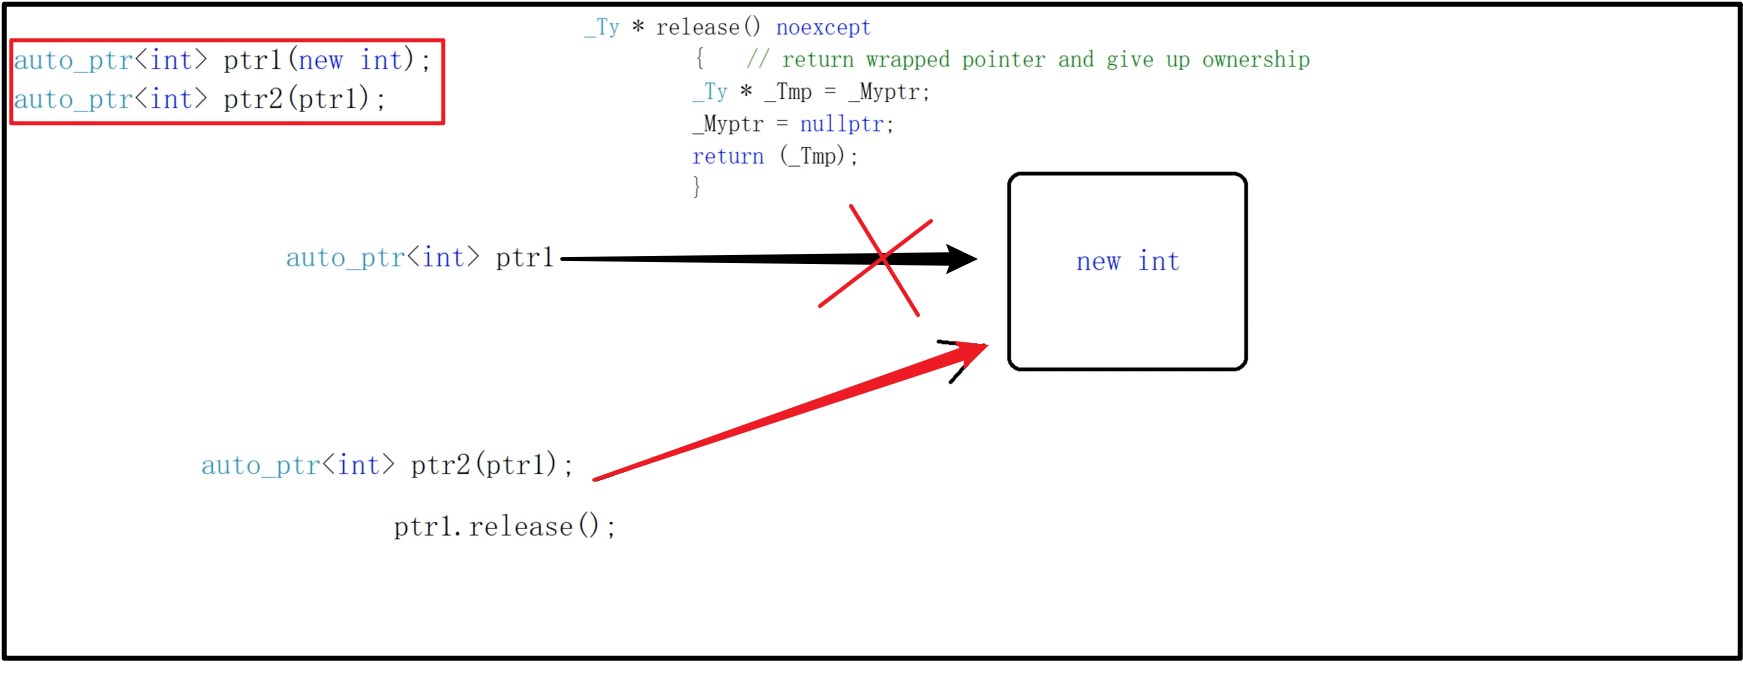 auto_ptr<int> ptr1(new int);
auto_ptr<int> ptr2(ptr1);
_Ty * release() noexcept
{ // return wrapped pointer and give up ownership
_Ty * _Tmp = _Myptr;
_Myptr = nullptr;
return (_Tmp);
}
auto_ptr<int> ptr1
new int
auto_ptr<int> ptr2(ptr1);
ptr1.release();